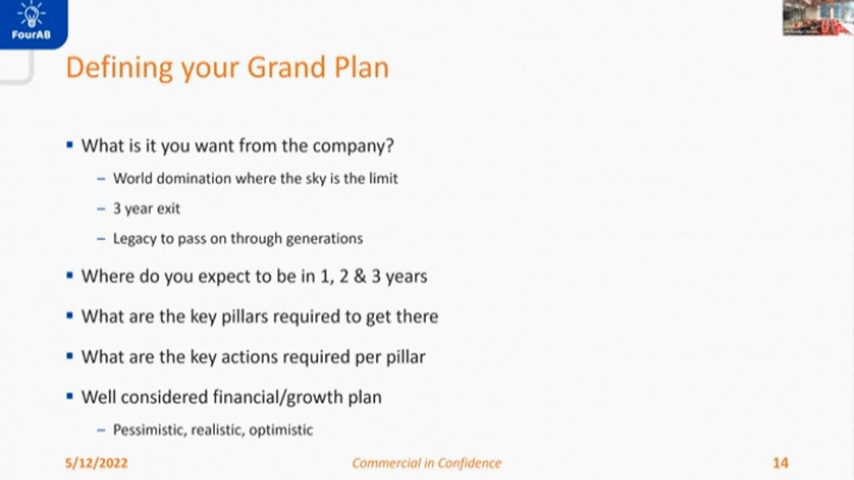 FourAB
Defining your Grand Plan
What is it you want from the company?
World domination where the sky is the limit
3 year exit
Legacy to pass on through generations
Where do you expect to be in 1, 2 & 3 years
What are the key pillars required to get there
What are the key actions required per pillar
Well considered financial/growth plan
Pessimistic, realistic, optimistic
5/12/2022
Commercial in Confidence
14